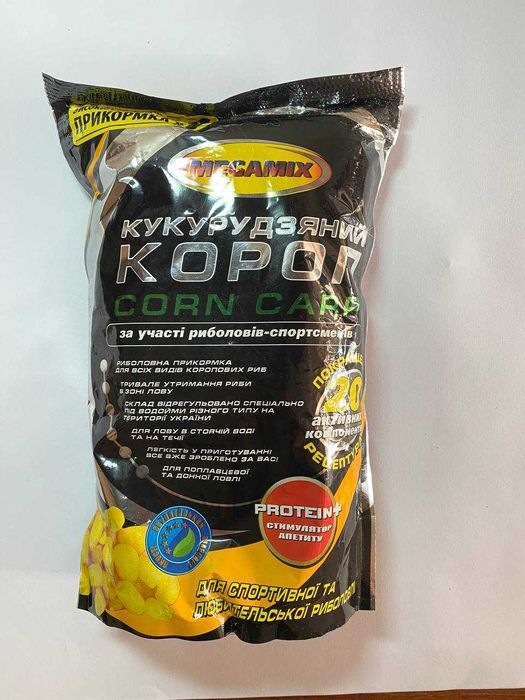 ПРИКОРМКА
MEGAMIX
КУКУРУДЗЯНИЙ
КОРОП
CORN CARP
за участі риболовів-спортсменів
РИБОЛОВНА ПРИКОРМКА
ДЛЯ ВСІХ ВИДІВ КОРОПОВИХ РИБ
ТРИВАЛЕ УТРИМАННЯ РИБИ
В ЗОНІ ЛОВУ
СКЛАД ВІДРЕГУЛЬОВАНО СПЕЦІАЛЬНО
ПІД ВОДОЙМИ РІЗНОГО ТИПУ НА
ТЕРИТОРІЇ УКРАЇНИ
ДЛЯ ЛОВУ В СТОЯЧІЙ ВОДІ
ТА НА ТЕЧІЇ
ЛЕГКІСТЬ У ПРИГОТУВАННІ
ВСЕ ВЖЕ ЗРОБЛЕНО ЗА ВАС!
ДЛЯ ПОПЛАВЦЕВОЇ
ТА ДОННОЇ ЛОВЛІ
20
активних
компонентів
PROTEIN+
СТИМУЛЯТОР
АПЕТИТУ
ДЛЯ СПОРТИВНОЇ ТА
ЛЮБИТЕЛЬСЬКОЇ РИБОЛОВЛІ